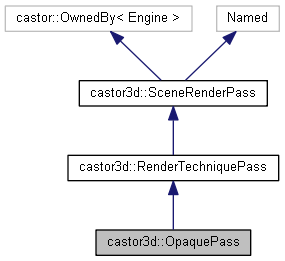 castor::OwnedBy< Engine >
Named
castor3d::SceneRenderPass
castor3d::RenderTechniquePass
castor3d::OpaquePass